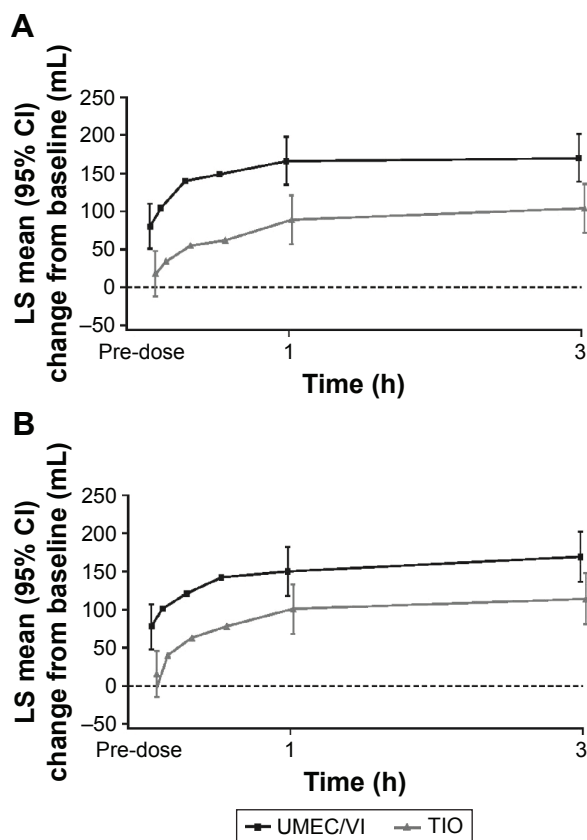 A
LS mean (95% CI)
change from baseline (mL)
250
200
150
100
50
0
–50
Pre-dose 1 3
Time (h)
B
LS mean (95% CI)
change from baseline (mL)
250
200
150
100
50
0
–50
Pre-dose 1 3
Time (h)
UMEC/VI TIO